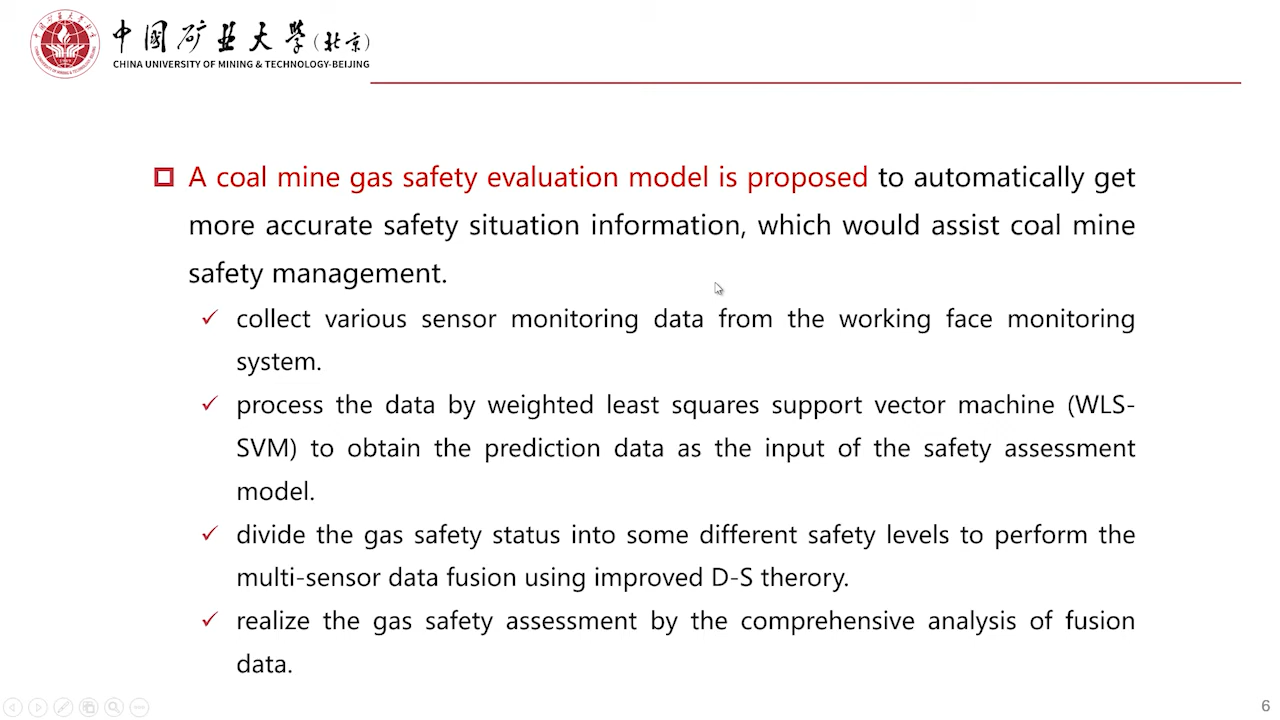 中国矿业大学(北京)
CHINA UNIVERSITY OF MINING & TECHNOLOGY-BEIJING
A coal mine gas safety evaluation model is proposed to automatically get
more accurate safety situation information, which would assist coal mine
safety management.
✓ collect various sensor monitoring data from the working face monitoring
system.
✓ process the data by weighted least squares support vector machine (WLS-
SVM) to obtain the prediction data as the input of the safety assessment
model.
✓ divide the gas safety status into some different safety levels to perform the
multi-sensor data fusion using improved D-S therory.
✓ realize the gas safety assessment by the comprehensive analysis of fusion
data.
6